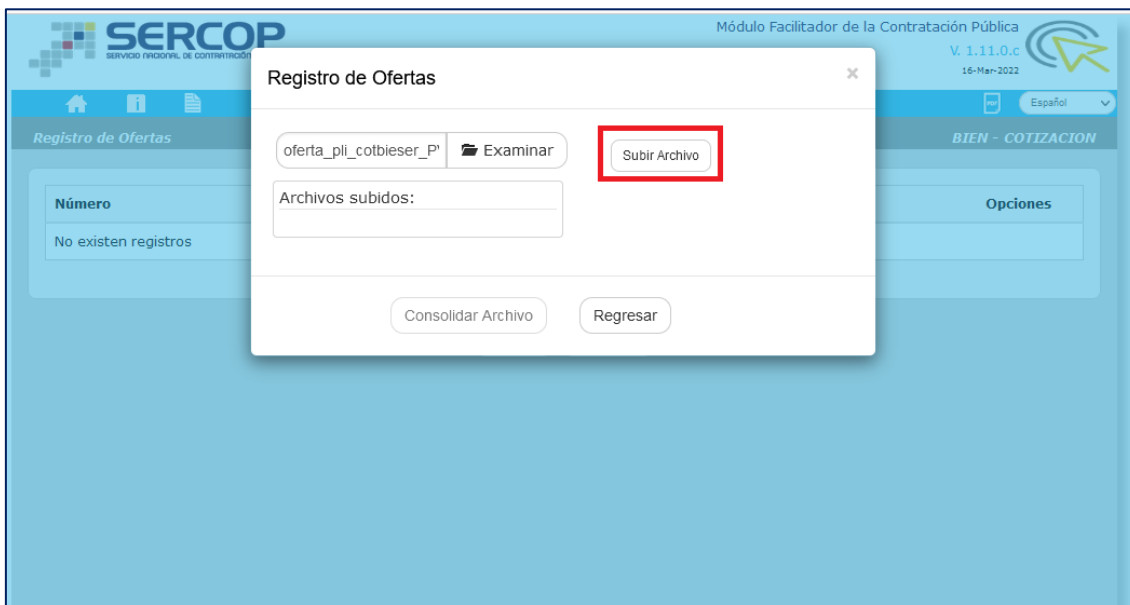 SERCOP
SERVICIO NACIONAL DE CONTRATACIÓN
Módulo Facilitador de la Contratación Pública
V. 1.11.0.c
16-Mar-2022
Español
Registro de Ofertas
BIEN - COTIZACION
Registro de Ofertas
×
oferta_pli_cotbieser_P
Examinar
Subir Archivo
Archivos subidos:
Número
Opciones
No existen registros
Consolidar Archivo
Regresar